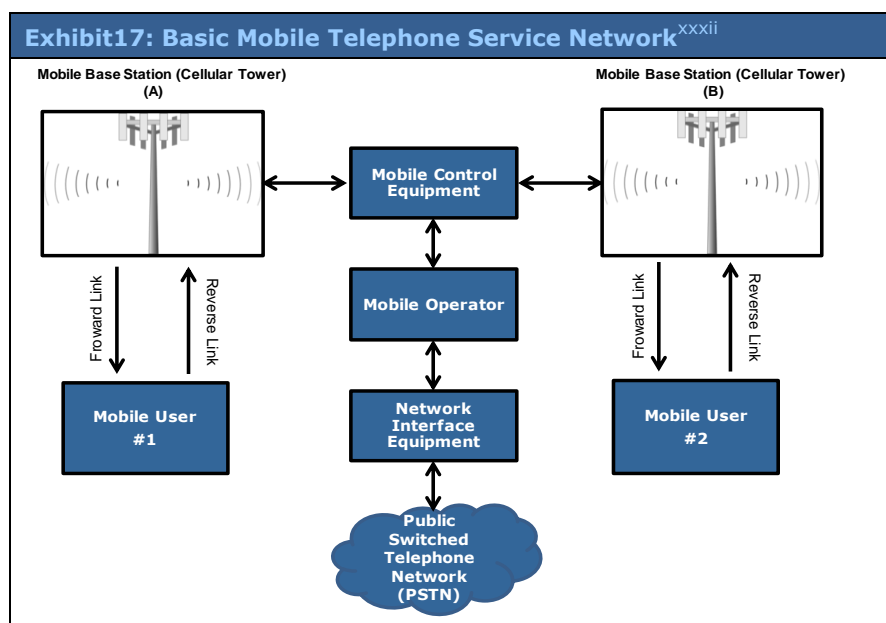 Exhibit17: Basic Mobile Telephone Service Network^xxxii
Mobile Base Station (Cellular Tower)
(A)
Mobile Base Station (Cellular Tower)
(B)
Mobile Control
Equipment
Mobile Operator
Network
Interface
Equipment
Public
Switched
Telephone
Network
(PSTN)
Froward Link
Reverse Link
Mobile User
#1
Froward Link
Reverse Link
Mobile User
#2